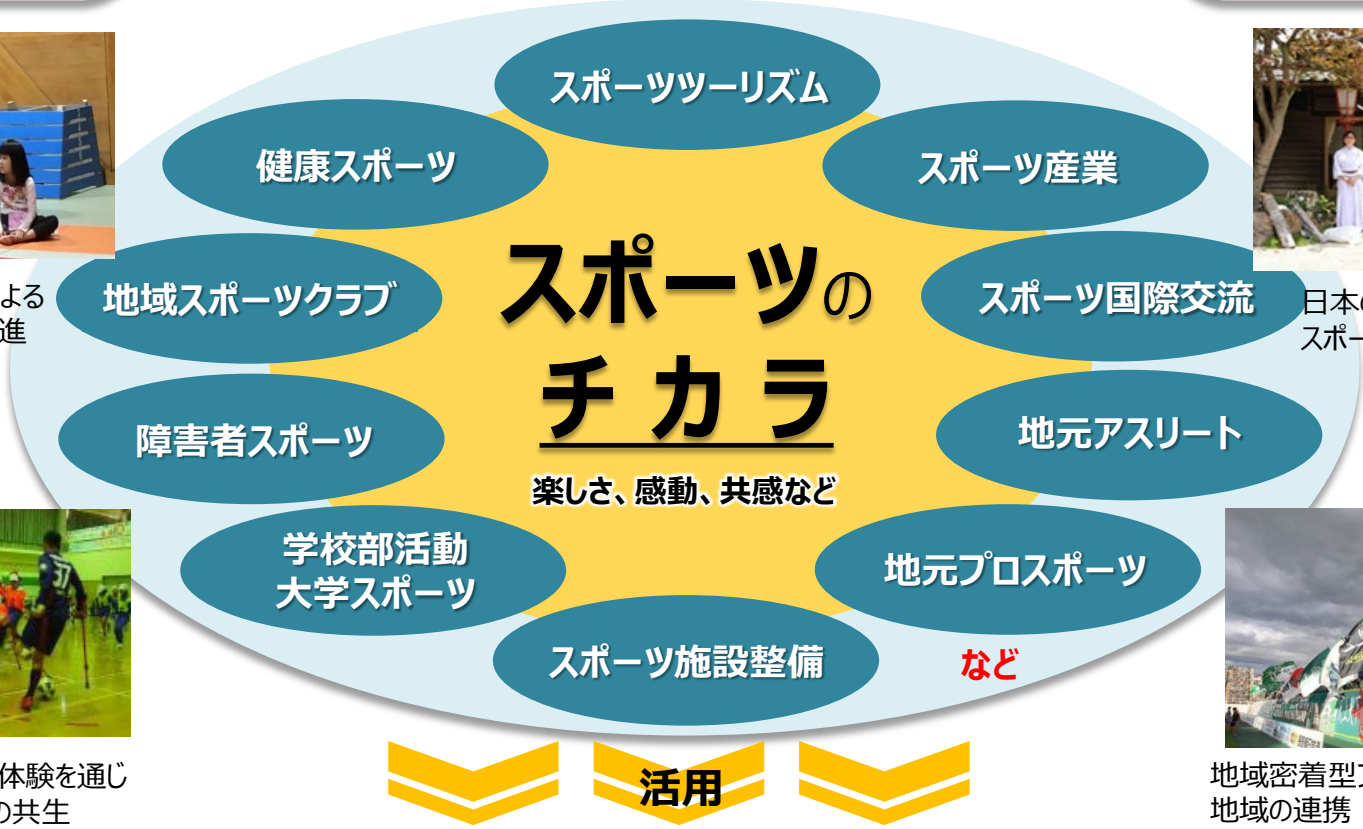 スポーツツーリズム
健康スポーツ
スポーツ産業
地域スポーツクラブ
スポーツ国際交流
スポーツの
チカラ
障害者スポーツ
地元アスリート
楽しさ、感動、共感など
学校部活動
大学スポーツ
地元プロスポーツ
スポーツ施設整備
など
活用
よる
進
日本の
スポー
37
体験を通じ
の共生
地域密着型
地域の連携